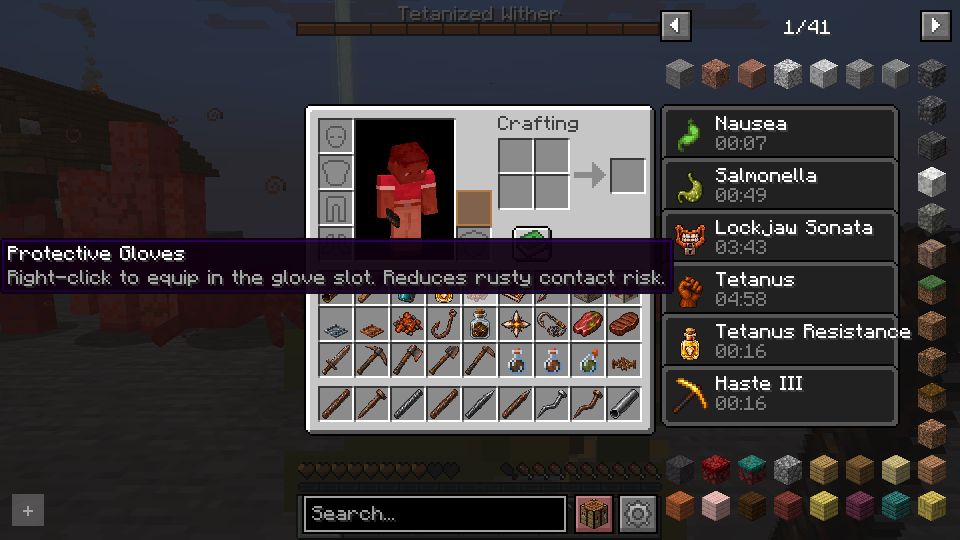 Tetanized Wither
1/41
Crafting
Nausea
00:07
Salmonella
00:49
Lockjaw Sonata
03:43
Protective Gloves
Right-click to equip in the glove slot. Reduces rusty contact risk.
Tetanus
04:58
Tetanus Resistance
00:16
Haste III
00:16
Search...